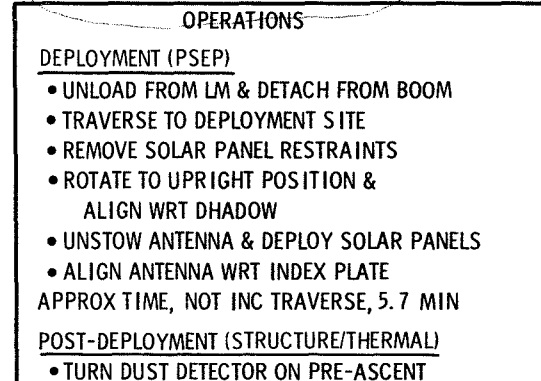 OPERATIONS
DEPLOYMENT (PSEP)
• UNLOAD FROM LM & DETACH FROM BOOM
• TRAVERSE TO DEPLOYMENT SITE
• REMOVE SOLAR PANEL RESTRAINTS
• ROTATE TO UPRIGHT POSITION &
ALIGN WRT DHADOW
• UNSTOW ANTENNA & DEPLOY SOLAR PANELS
• ALIGN ANTENNA WRT INDEX PLATE
APPROX TIME, NOT INC TRAVERSE, 5.7 MIN
POST-DEPLOYMENT (STRUCTURE/THERMAL)
• TURN DUST DETECTOR ON PRE-ASCENT